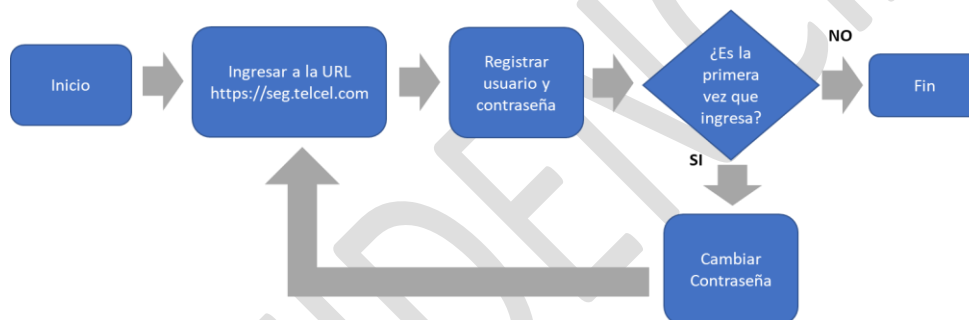 Inicio
Ingresar a la URL
https://seg.telcel.com
Registrar
usuario y
contraseña
¿Es la
primera
vez que
ingresa?
NO
Fin
SI
Cambiar
Contraseña